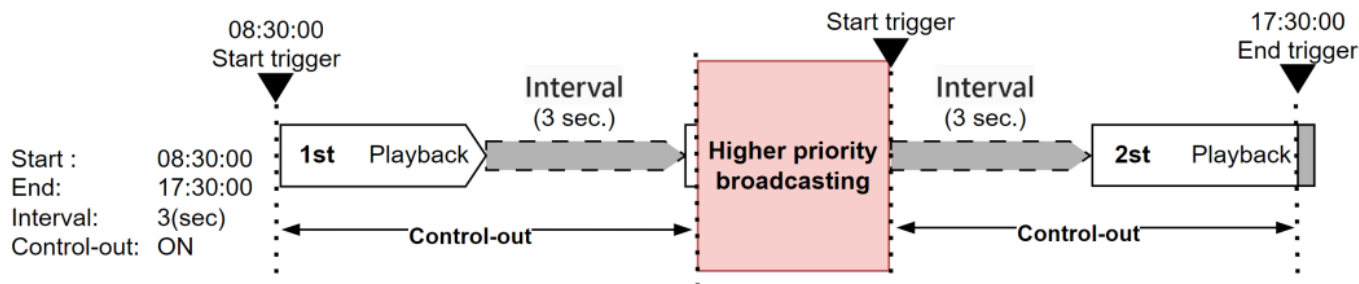 08:30:00
Start trigger
Start trigger
17:30:00
End trigger
Interval
(3 sec.)
Interval
(3 sec.)
Start : 08:30:00
End: 17:30:00
Interval: 3(sec)
Control-out: ON
1st Playback
Higher priority
broadcasting
2st Playback
Control-out
Control-out